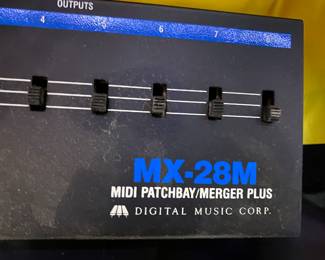 OUTPUTS
4 5 6 7
MX-28M
MIDI PATCHBAY/MERGER PLUS
DIGITAL MUSIC CORP.